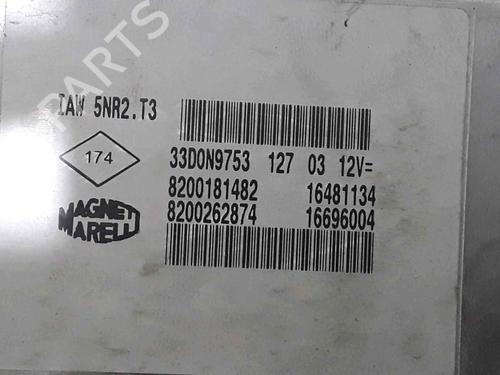 PARTS
IAW 5NR2.T3
174
33D0N9753 127 03 12V=
8200181482 16481134
MAGNETI
MARELLI
8200262874 16696004